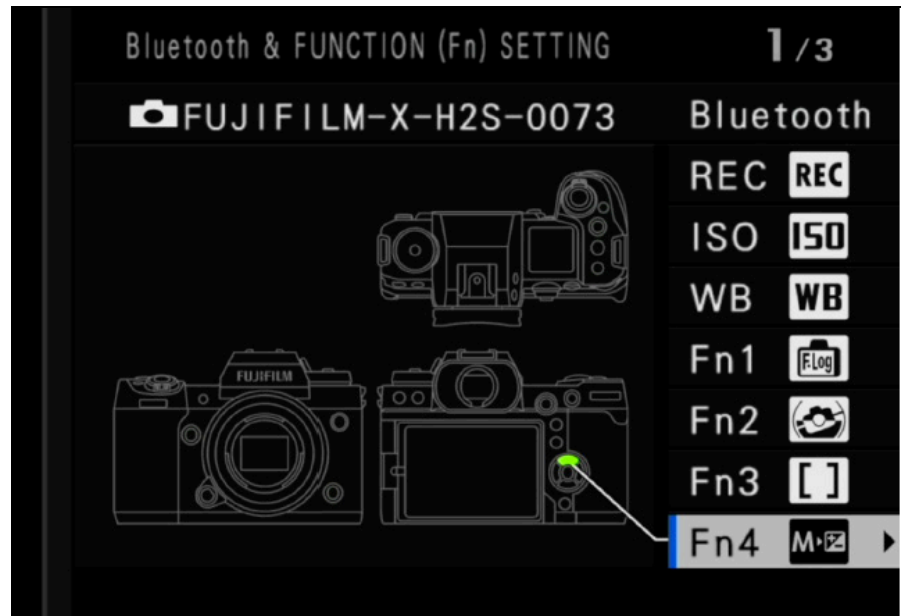 Bluetooth & FUNCTION (Fn) SETTING 1/3
FUJIFILM-X-H2S-0073 Bluetooth
REC REC
ISO ISO
WB WB
Fn1 F.Log
FUJIFILM
Fn2
Fn3 [ ]
Fn4 M